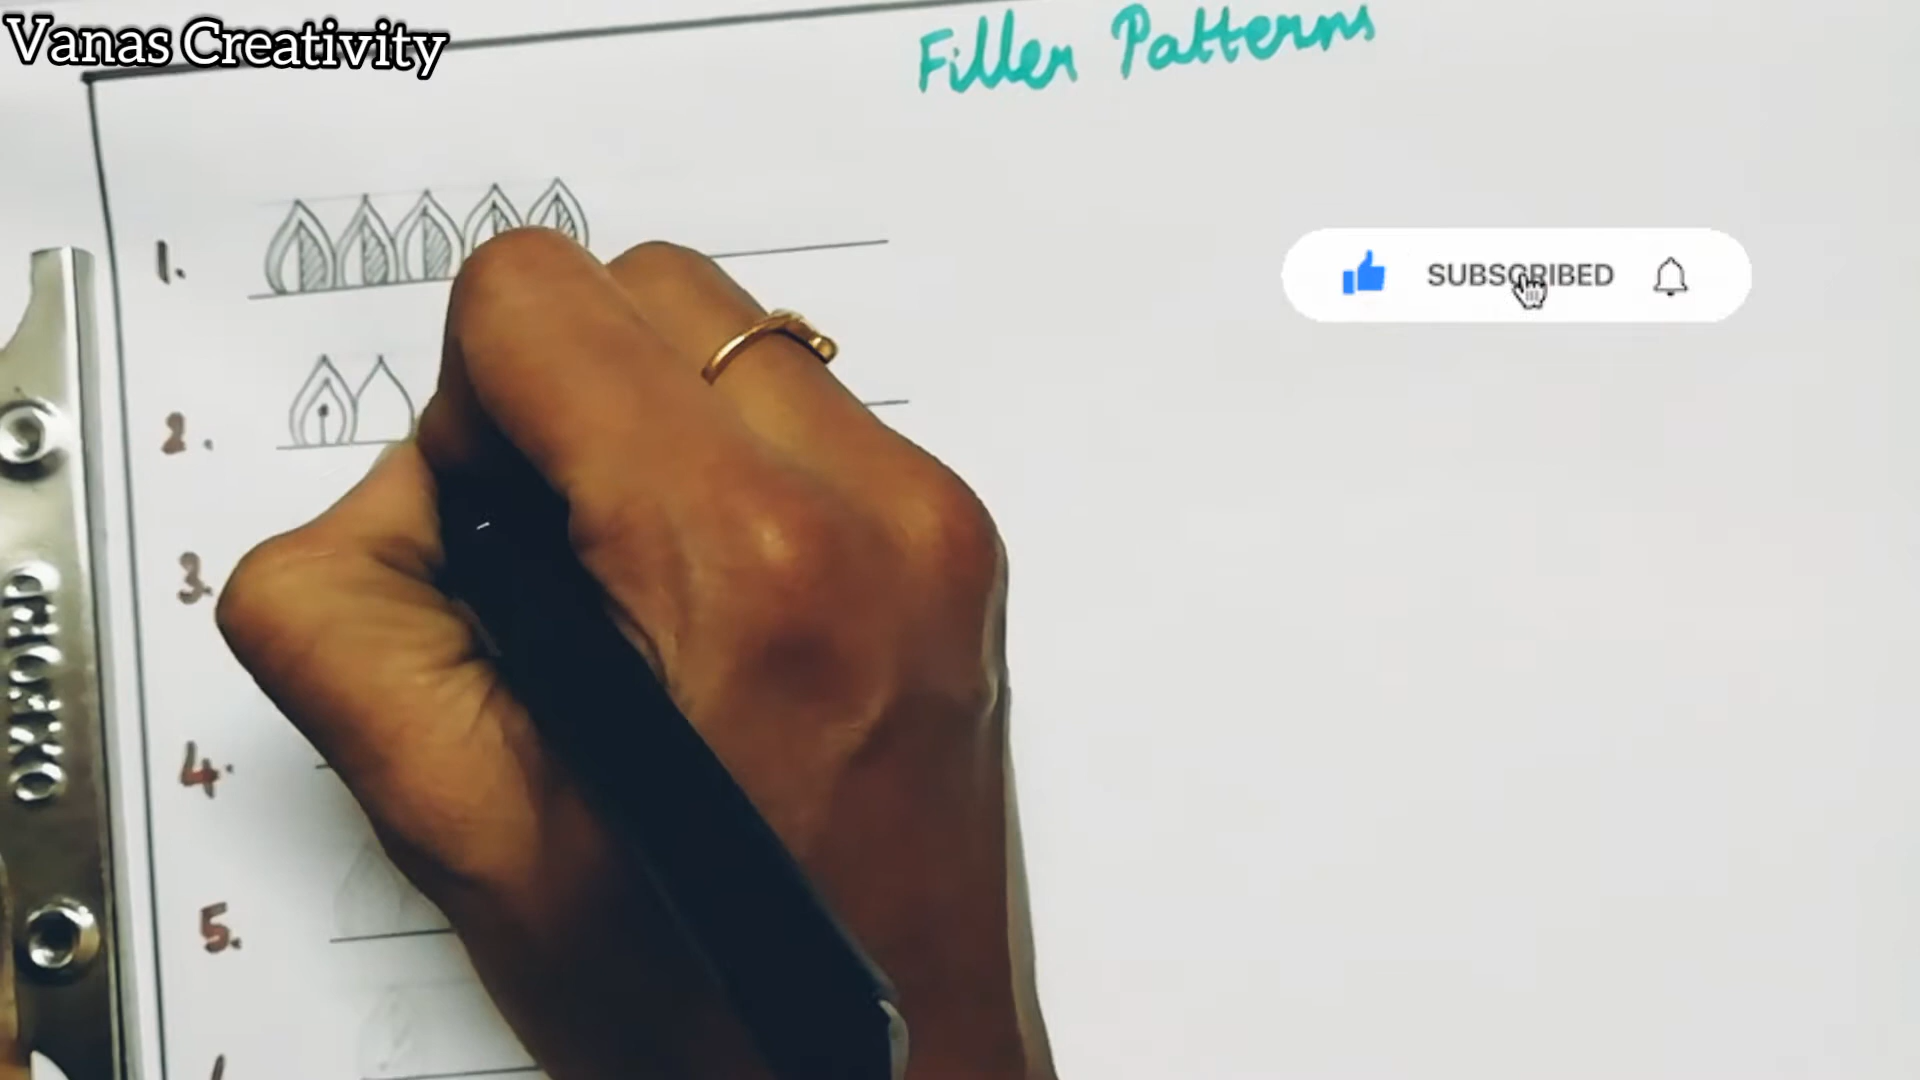 Vanas Creativity
Filler Patterns
1.
SUBSCRIBED
2.
3.
4.
OXFORD
5.